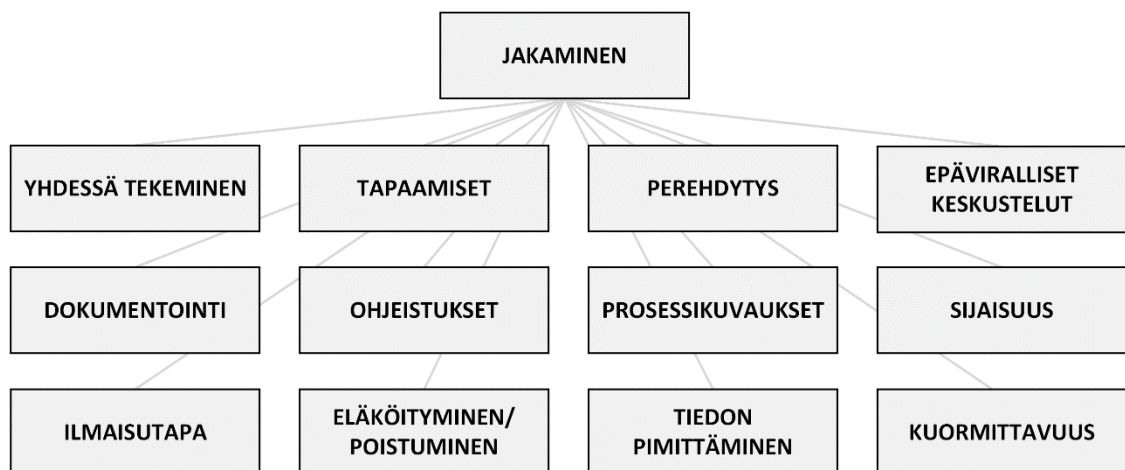 JAKAMINEN
YHDESSÄ TEKEMINEN
TAPAAMISET
PEREHDYTYS
EPÄVIRALLISET
KESKUSTELUT
DOKUMENTOINTI
OHJEISTUKSET
PROSESSIKUVAUKSET
SIJAISUUS
ILMAISUTAPA
ELÄKÖITYMINEN/
POISTUMINEN
TIEDON
PIMITTÄMINEN
KUORMITTAVUUS